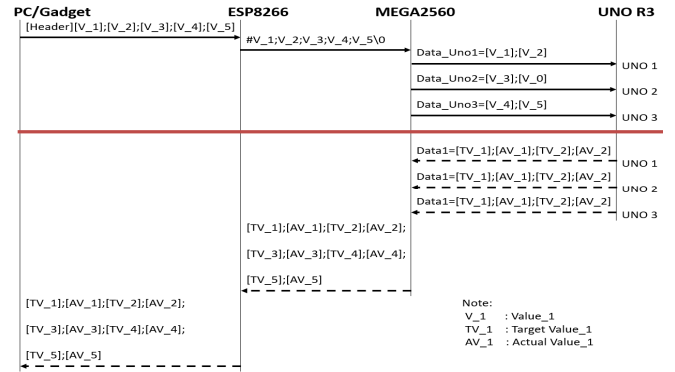 PC/Gadget ESP8266 MEGA2560 UNO R3
[Header][V_1];[V_2];[V_3];[V_4];[V_5]
#V_1;V_2;V_3;V_4;V_5\0
Data_Uno1=[V_1];[V_2]
UNO 1
Data_Uno2=[V_3];[V_0]
UNO 2
Data_Uno3=[V_4];[V_5]
UNO 3
Data1=[TV_1];[AV_1];[TV_2];[AV_2]
UNO 1
Data1=[TV_1];[AV_1];[TV_2];[AV_2]
UNO 2
Data1=[TV_1];[AV_1];[TV_2];[AV_2]
UNO 3
[TV_1];[AV_1];[TV_2];[AV_2];
[TV_3];[AV_3];[TV_4];[AV_4];
[TV_5];[AV_5]
[TV_1];[AV_1];[TV_2];[AV_2];
[TV_3];[AV_3];[TV_4];[AV_4];
[TV_5];[AV_5]
Note:
V_1 : Value_1
TV_1 : Target Value_1
AV_1 : Actual Value_1